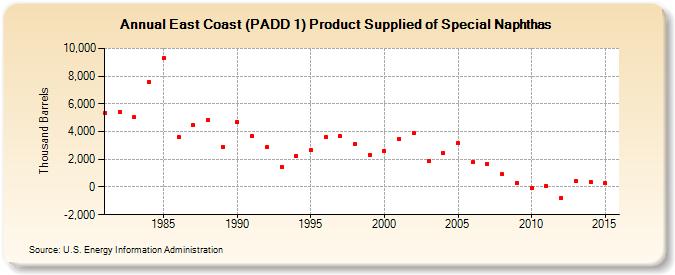 Annual East Coast (PADD 1) Product Supplied of Special Naphthas
Thousand Barrels
10,000
8,000
6,000
4,000
2,000
0
-2,000
1985 1990 1995 2000 2005 2010 2015
Source: U.S. Energy Information Administration